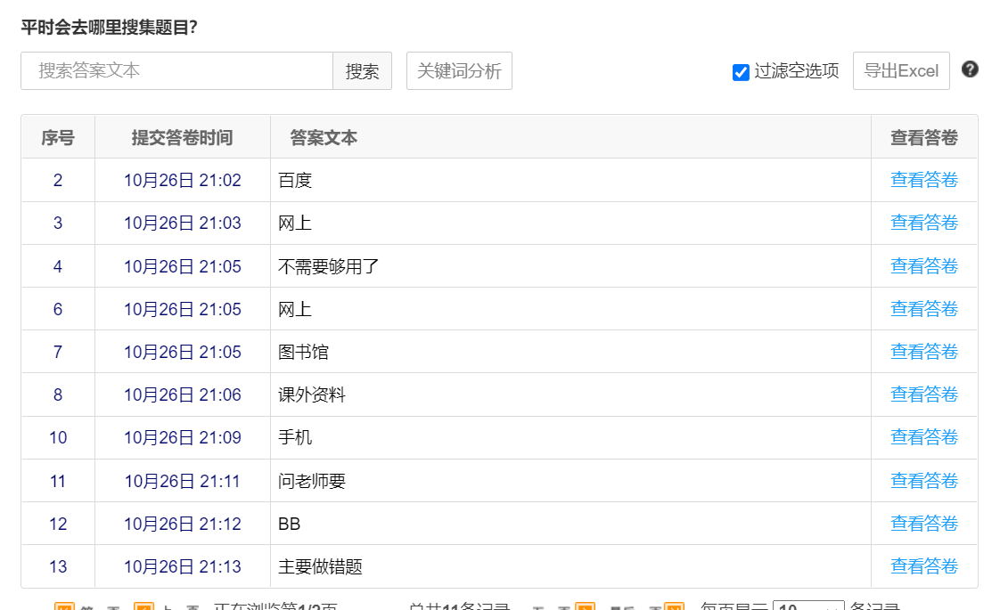 平时会去哪里搜集题目?
搜索答案文本 搜索 关键词分析 过滤空选项 导出Excel ?
序号 提交答卷时间 答案文本 查看答卷
2 10月26日 21:02 百度 查看答卷
3 10月26日 21:03 网上 查看答卷
4 10月26日 21:05 不需要够用了 查看答卷
6 10月26日 21:05 网上 查看答卷
7 10月26日 21:05 图书馆 查看答卷
8 10月26日 21:06 课外资料 查看答卷
10 10月26日 21:09 手机 查看答卷
11 10月26日 21:11 问老师要 查看答卷
12 10月26日 21:12 BB 查看答卷
13 10月26日 21:13 主要做错题 查看答卷
正在浏览第1/2页 总共11条记录 每页显示 10 条记录